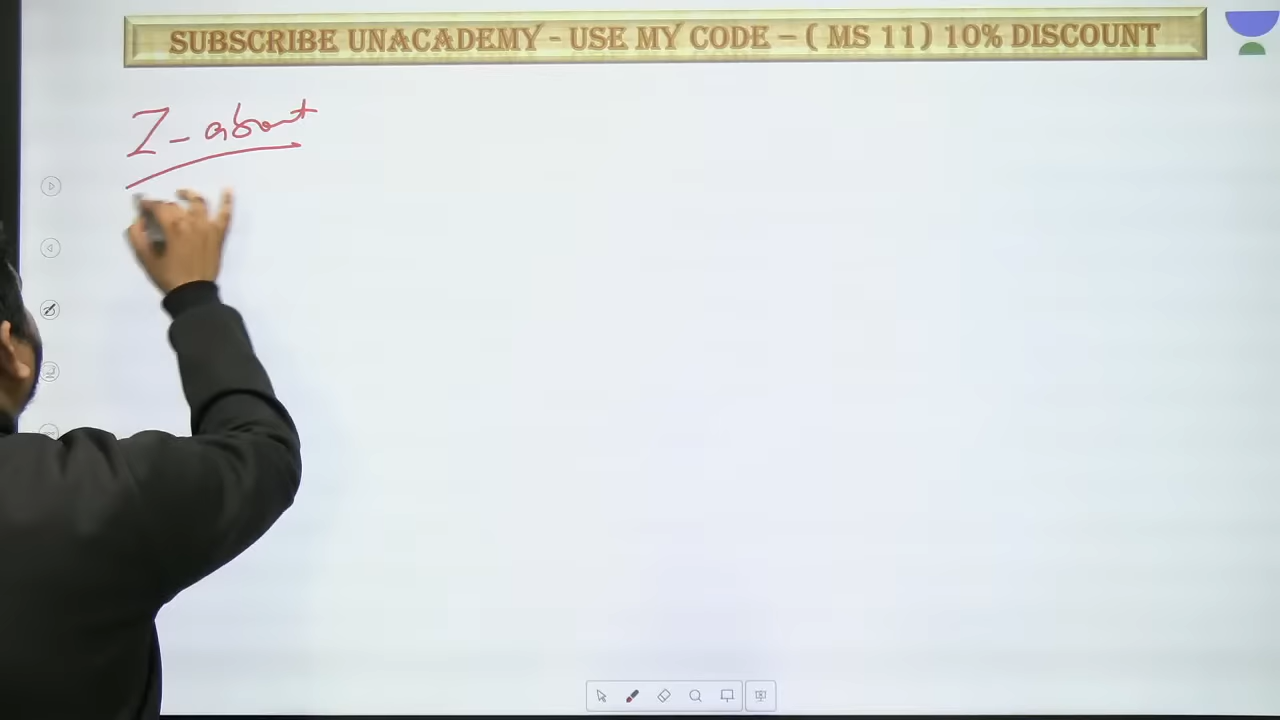 SUBSCRIBE UNACADEMY - USE MY CODE – ( MS 11) 10% DISCOUNT
Z - about